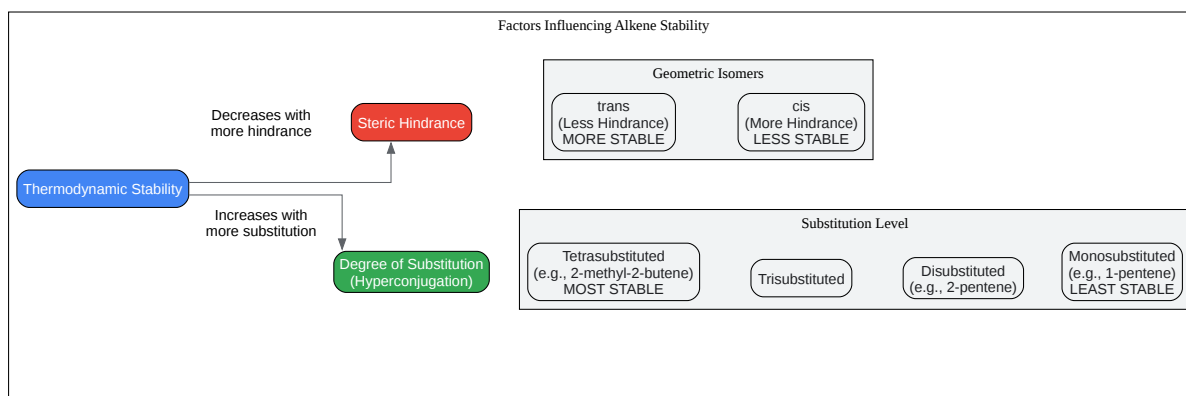 Factors Influencing Alkene Stability
Geometric Isomers
trans
(Less Hindrance)
MORE STABLE
cis
(More Hindrance)
LESS STABLE
Decreases with
more hindrance
Steric Hindrance
Thermodynamic Stability
Increases with
more substitution
Degree of Substitution
(Hyperconjugation)
Substitution Level
Tetrasubstituted
(e.g., 2-methyl-2-butene)
MOST STABLE
Trisubstituted
Disubstituted
(e.g., 2-pentene)
Monosubstituted
(e.g., 1-pentene)
LEAST STABLE